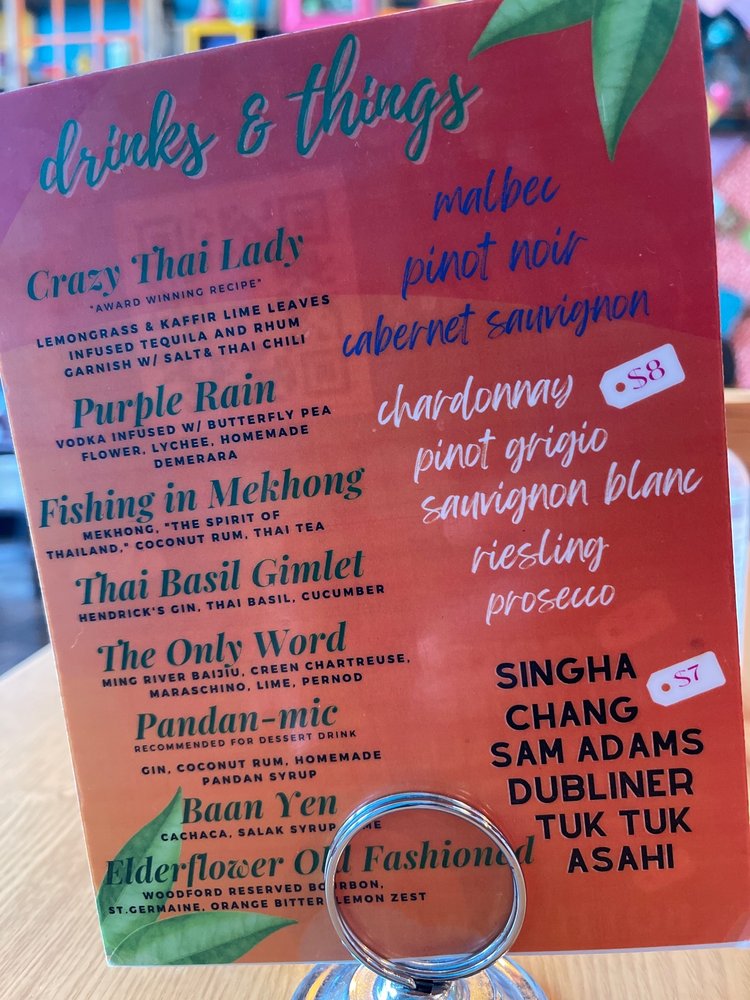 drinks & things
Crazy Thai Lady
"AWARD WINNING RECIPE"
LEMONGRASS & KAFFIR LIME LEAVES
INFUSED TEQUILA AND RHUM
GARNISH W/ SALT& THAI CHILI
Purple Rain
VODKA INFUSED W/ BUTTERFLY PEA
FLOWER, LYCHEE, HOMEMADE
DEMERARA
Fishing in Mekhong
MEKHONG, "THE SPIRIT OF
THAILAND," COCONUT RUM, THAI TEA
Thai Basil Gimlet
HENDRICK'S GIN, THAI BASIL, CUCUMBER
The Only Word
MING RIVER BAIJIU, CREEN CHARTREUSE,
MARASCHINO, LIME, PERNOD
Pandan-mic
RECOMMENDED FOR DESSERT DRINK
GIN, COCONUT RUM, HOMEMADE
PANDAN SYRUP
Baan Yen
CACHACA, SALAK SYRUP
Elderflower Old Fashioned
WOODFORD RESERVED BOURBON,
ST.GERMAINE, ORANGE BITTER, LEMON ZEST
malbec
pinot noir
cabernet sauvignon
chardonnay $8
pinot grigio
sauvignon blanc
riesling
prosecco
SINGHA $7
CHANG
SAM ADAMS
DUBLINER
TUK TUK
ASAHI